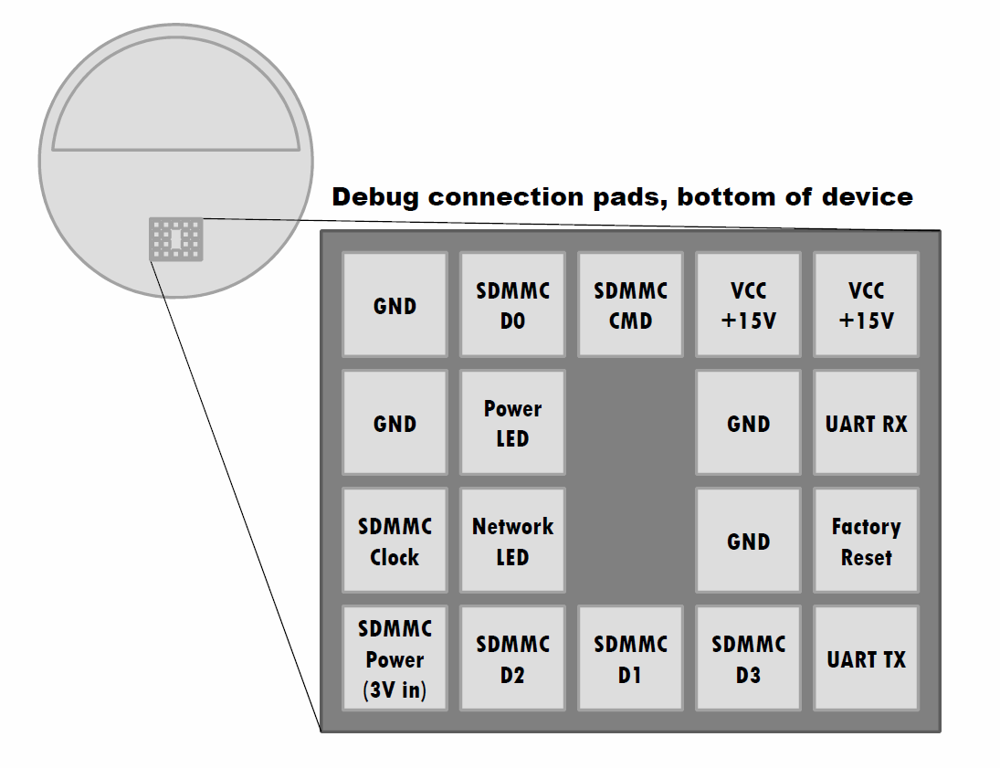 Debug connection pads, bottom of device
GND
SDMMC
D0
SDMMC
CMD
VCC
+15V
VCC
+15V
GND
Power
LED
GND
UART RX
SDMMC
Clock
Network
LED
GND
Factory
Reset
SDMMC
Power
(3V in)
SDMMC
D2
SDMMC
D1
SDMMC
D3
UART TX